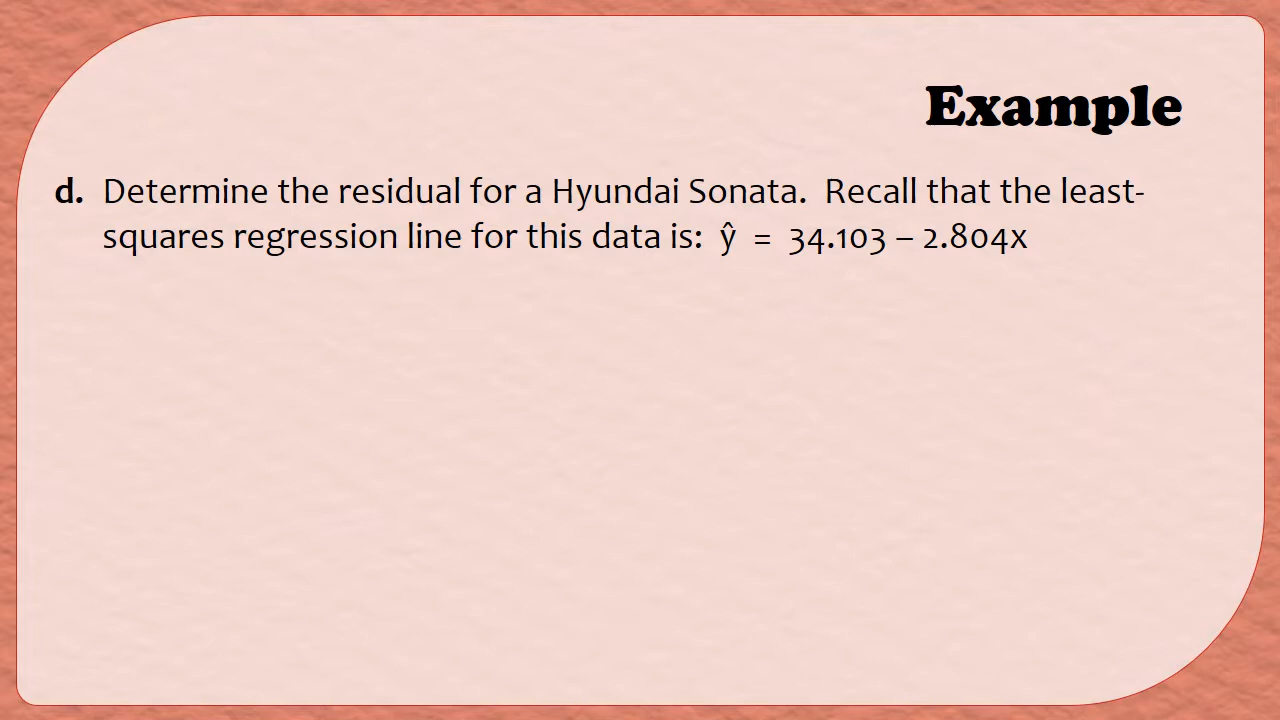 Example
d. Determine the residual for a Hyundai Sonata. Recall that the least-
squares regression line for this data is: ŷ = 34.103 – 2.804x